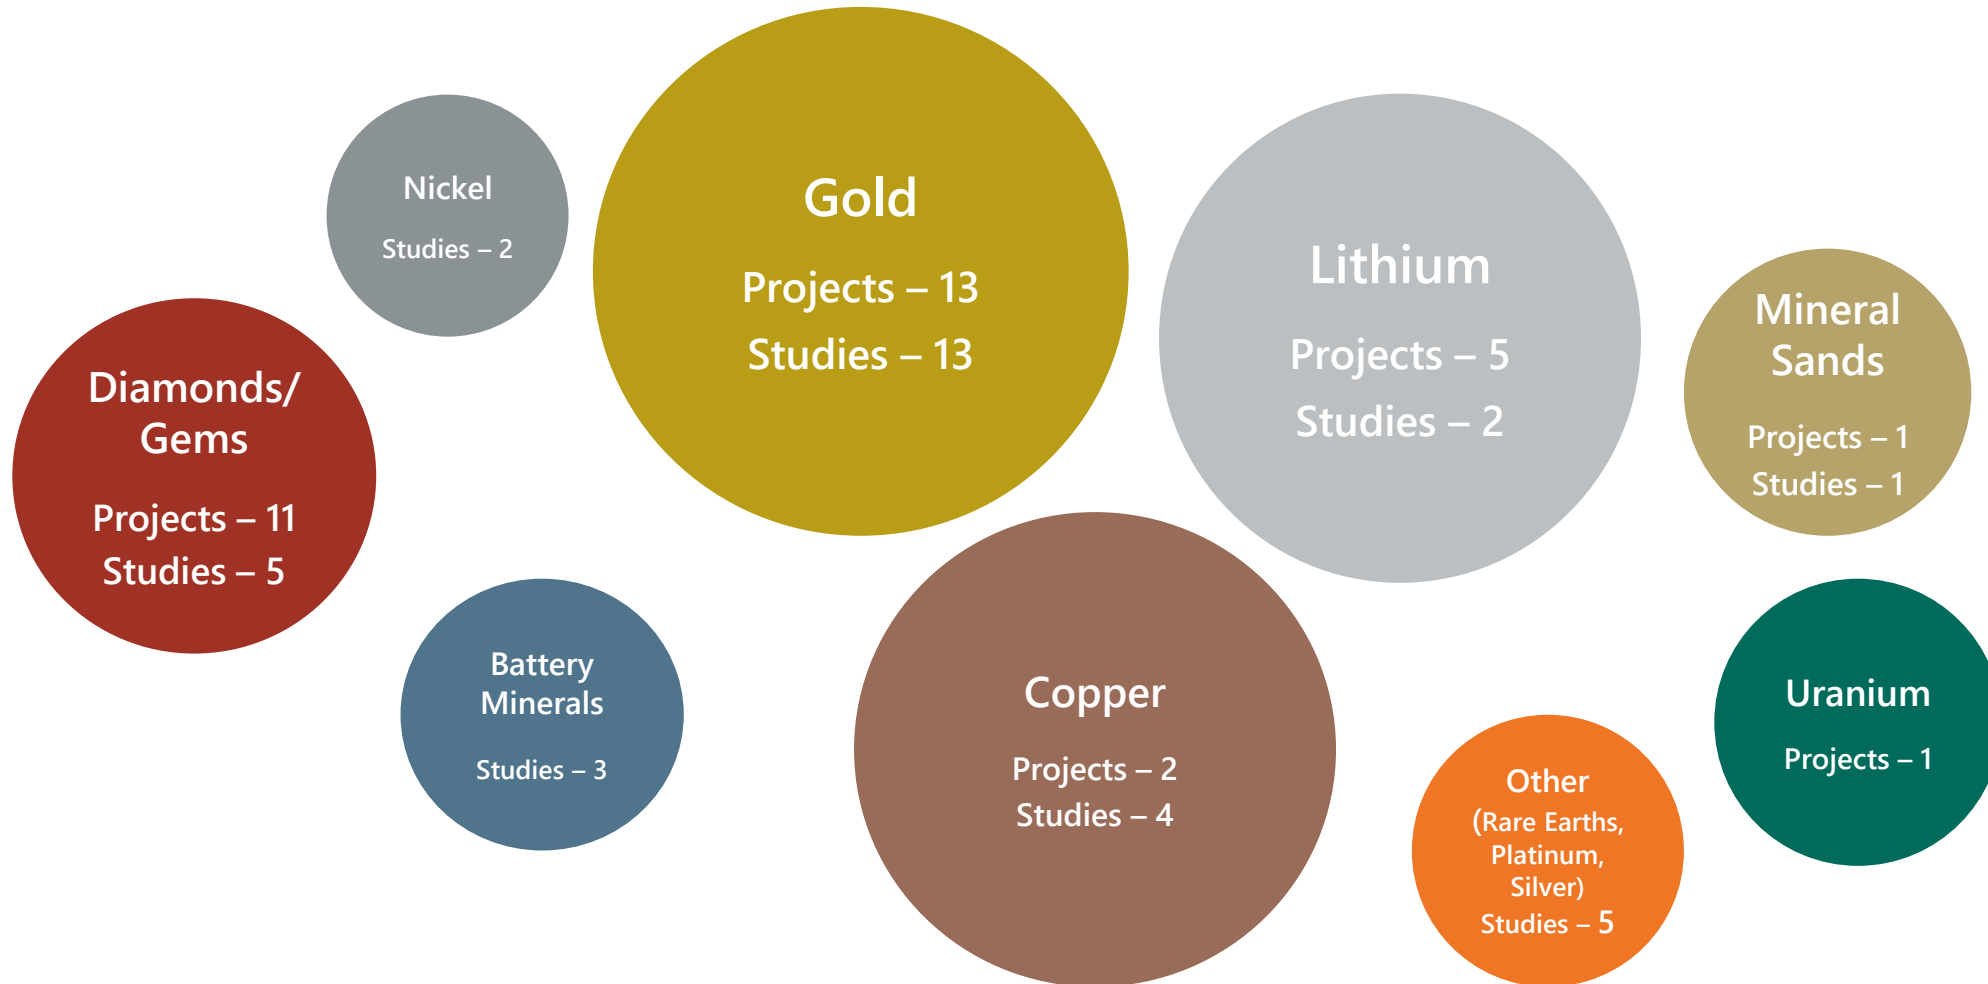 Nickel
Studies – 2
Gold
Projects – 13
Studies – 13
Lithium
Projects – 5
Studies – 2
Mineral
Sands
Projects – 1
Studies – 1
Diamonds/
Gems
Projects – 11
Studies – 5
Battery
Minerals
Studies – 3
Copper
Projects – 2
Studies – 4
Other
(Rare Earths,
Platinum,
Silver)
Studies – 5
Uranium
Projects – 1